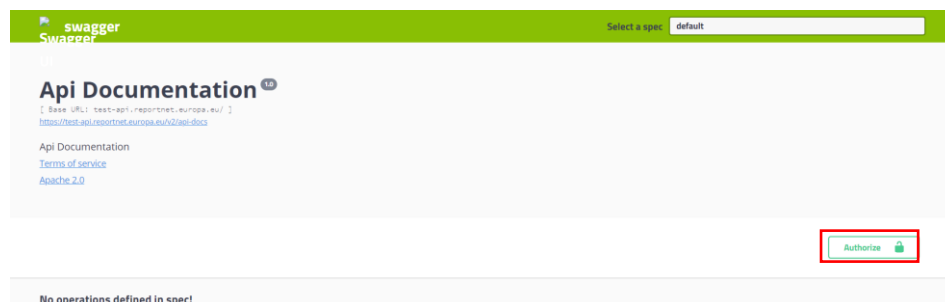 swagger
Swagger
Select a spec default
Api Documentation 1.0
[ Base URL: test-api.reportnet.europa.eu/ ]
https://test-api.reportnet.europa.eu/v2/api-docs
Api Documentation
Terms of service
Apache 2.0
Authorize
No operations defined in spec!